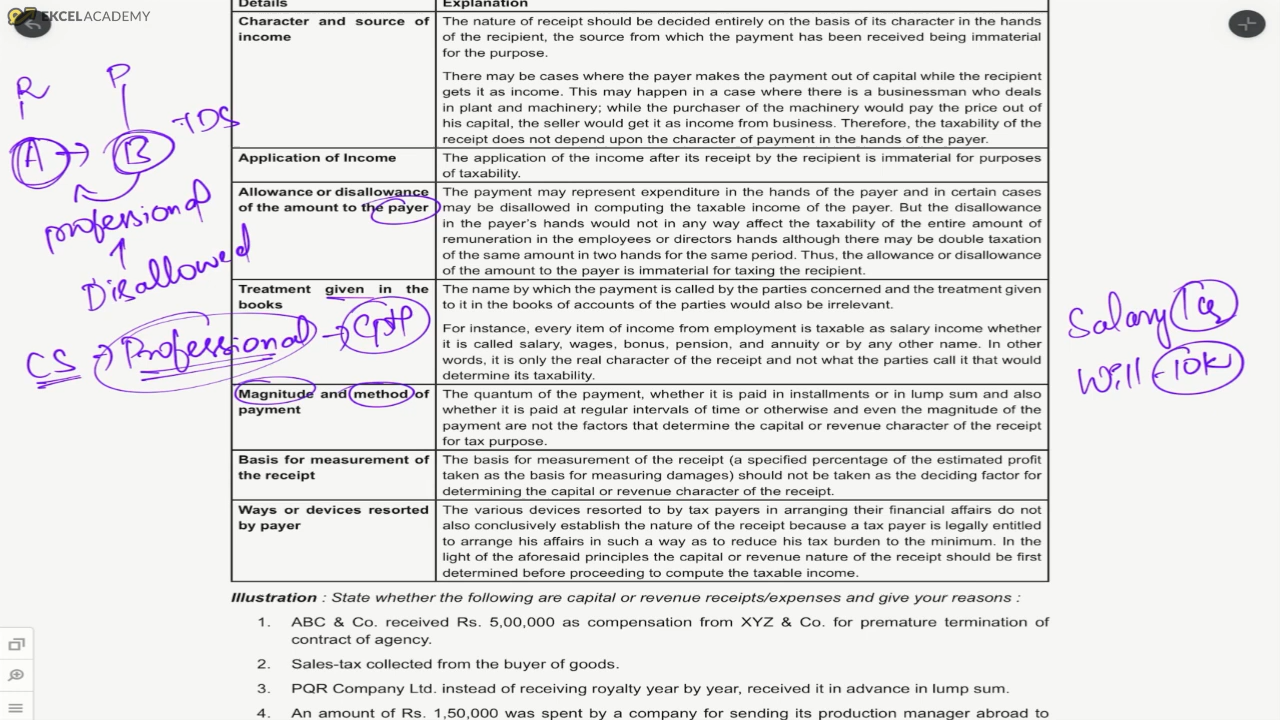 EKCEL ACADEMY
Details Explanation
Character and source of income
The nature of receipt should be decided entirely on the basis of its character in the hands
of the recipient, the source from which the payment has been received being immaterial
for the purpose.
There may be cases where the payer makes the payment out of capital while the recipient
gets it as income. This may happen in a case where there is a businessman who deals
in plant and machinery; while the purchaser of the machinery would pay the price out of
his capital, the seller would get it as income from business. Therefore, the taxability of the
receipt does not depend upon the character of payment in the hands of the payer.
Application of Income
The application of the income after its receipt by the recipient is immaterial for purposes
of taxability.
Allowance or disallowance
of the amount to the payer
The payment may represent expenditure in the hands of the payer and in certain cases
may be disallowed in computing the taxable income of the payer. But the disallowance
in the payer's hands would not in any way affect the taxability of the entire amount of
remuneration in the employees or directors hands although there may be double taxation
of the same amount in two hands for the same period. Thus, the allowance or disallowance
of the amount to the payer is immaterial for taxing the recipient.
Treatment given in the
books
The name by which the payment is called by the parties concerned and the treatment given
to it in the books of accounts of the parties would also be irrelevant.
For instance, every item of income from employment is taxable as salary income whether
it is called salary, wages, bonus, pension, and annuity or by any other name. In other
words, it is only the real character of the receipt and not what the parties call it that would
determine its taxability.
Magnitude and method of
payment
The quantum of the payment, whether it is paid in installments or in lump sum and also
whether it is paid at regular intervals of time or otherwise and even the magnitude of the
payment are not the factors that determine the capital or revenue character of the receipt
for tax purpose.
Basis for measurement of
the receipt
The basis for measurement of the receipt (a specified percentage of the estimated profit
taken as the basis for measuring damages) should not be taken as the deciding factor for
determining the capital or revenue character of the receipt.
Ways or devices resorted
by payer
The various devices resorted to by tax payers in arranging their financial affairs do not
also conclusively establish the nature of the receipt because a tax payer is legally entitled
to arrange his affairs in such a way as to reduce his tax burden to the minimum. In the
light of the aforesaid principles the capital or revenue nature of the receipt should be first
determined before proceeding to compute the taxable income.
Illustration : State whether the following are capital or revenue receipts/expenses and give your reasons :
1. ABC & Co. received Rs. 5,00,000 as compensation from XYZ & Co. for premature termination of
contract of agency.
2. Sales-tax collected from the buyer of goods.
3. PQR Company Ltd. instead of receiving royalty year by year, received it in advance in lump sum.
4. An amount of Rs. 1,50,000 was spent by a company for sending its production manager abroad to
R P
A B TDS
professional
Disallowed
CS → Professional →
Salary
Will - 10K